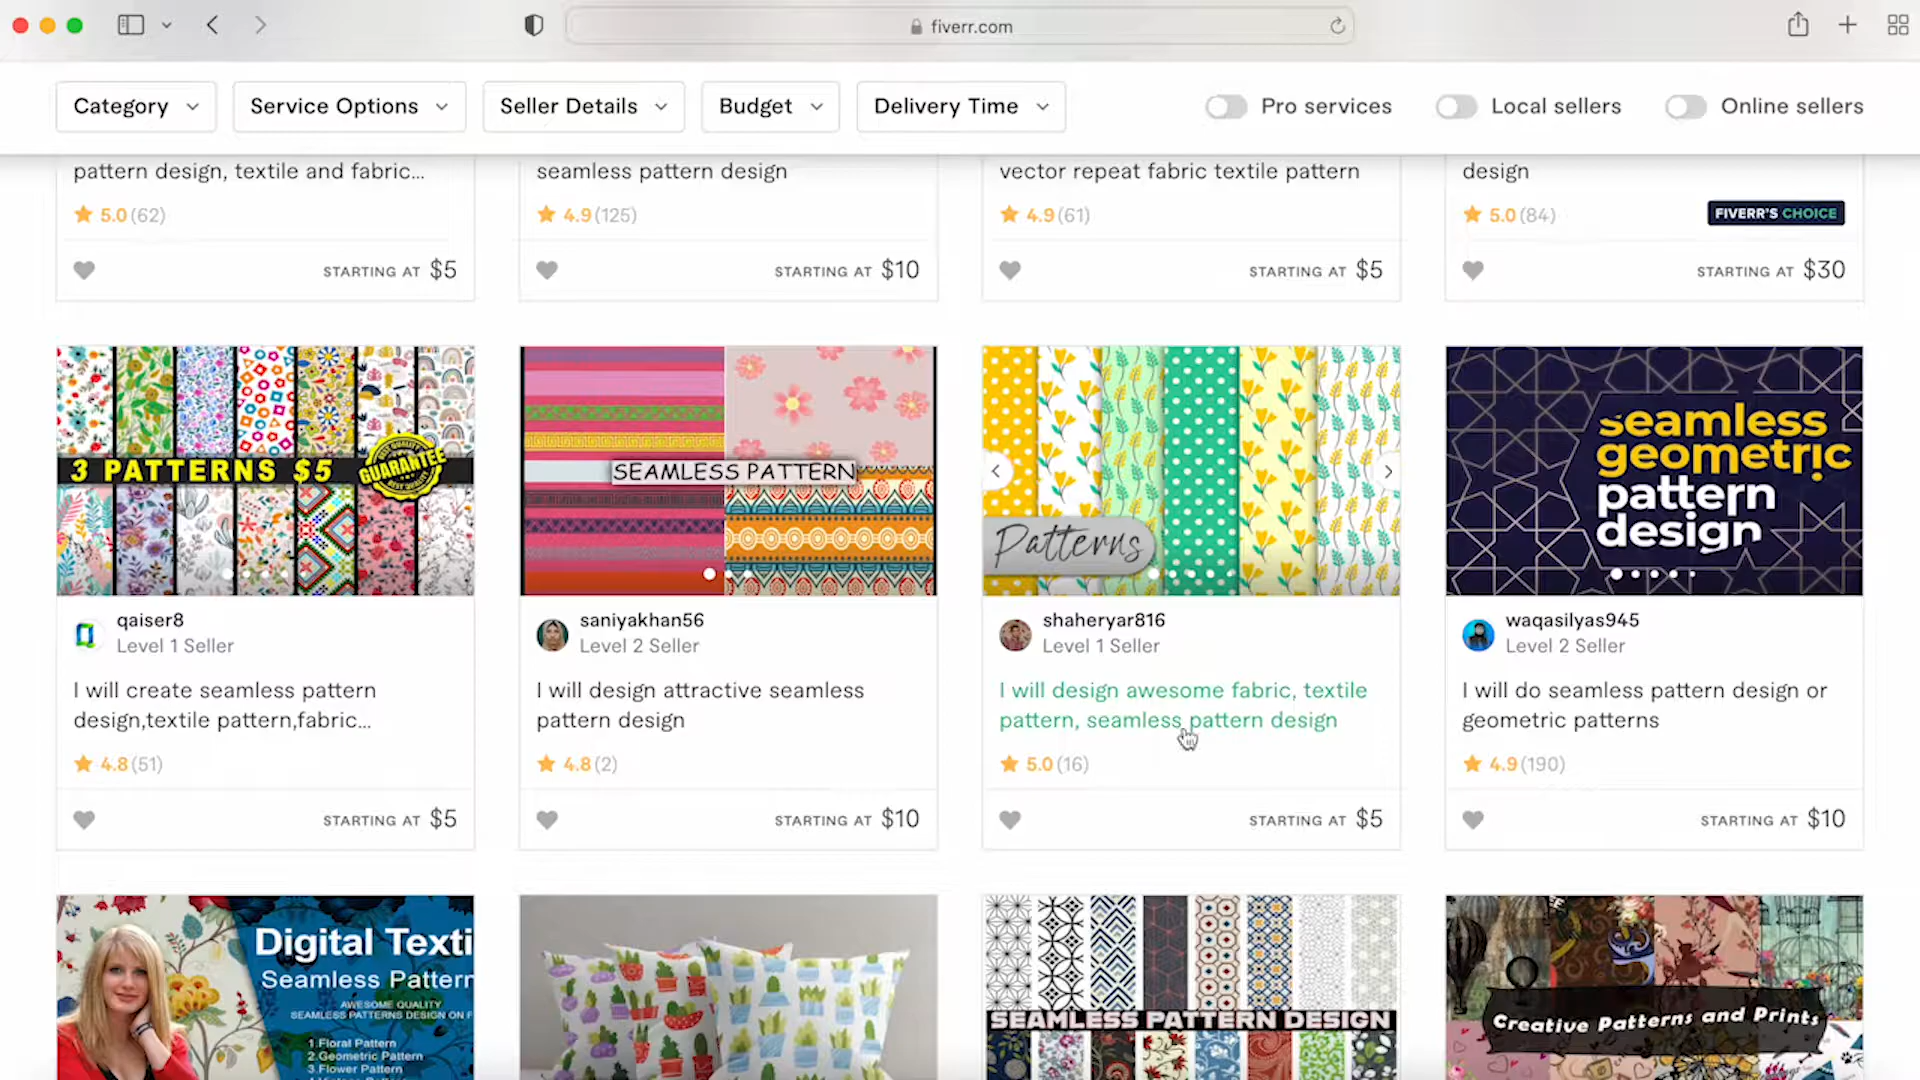 fiverr.com
Category
Service Options
Seller Details
Budget
Delivery Time
Pro services
Local sellers
Online sellers
pattern design, textile and fabric...
5.0 (62)
STARTING AT $5
seamless pattern design
4.9 (125)
STARTING AT $10
vector repeat fabric textile pattern
4.9 (61)
STARTING AT $5
design
5.0 (84)
FIVERR'S CHOICE
STARTING AT $30
3 PATTERNS $5
GUARANTEE
qaiser8
Level 1 Seller
I will create seamless pattern
design,textile pattern,fabric...
4.8 (51)
STARTING AT $5
SEAMLESS PATTERN
saniyakhan56
Level 2 Seller
I will design attractive seamless
pattern design
4.8 (2)
STARTING AT $10
Patterns
shaheryar816
Level 1 Seller
I will design awesome fabric, textile
pattern, seamless pattern design
5.0 (16)
STARTING AT $5
seamless
geometric
pattern
design
waqasilyas945
Level 2 Seller
I will do seamless pattern design or
geometric patterns
4.9 (190)
STARTING AT $10
Digital Texti
Seamless Pattern
AWESOME QUALITY
SEAMLESS PATTERNS DESIGN ON F
1.Floral Pattern
2.Geometric Pattern
3.Flower Pattern
SEAMLESS PATTERN DESIGN
Creative Patterns and Prints